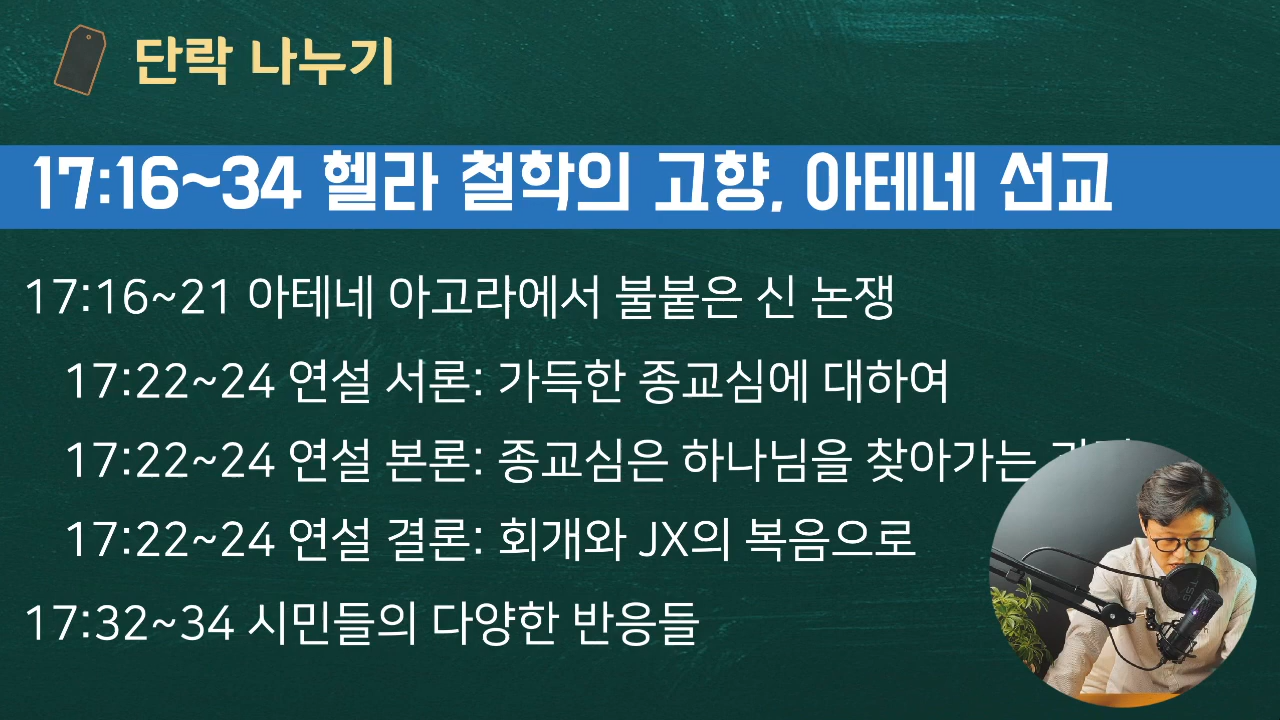 단락 나누기
17:16~34 헬라 철학의 고향, 아테네 선교
17:16~21 아테네 아고라에서 불붙은 신 논쟁
17:22~24 연설 서론: 가득한 종교심에 대하여
17:22~24 연설 본론: 종교심은 하나님을 찾아가는
17:22~24 연설 결론: 회개와 JX의 복음으로
17:32~34 시민들의 다양한 반응들